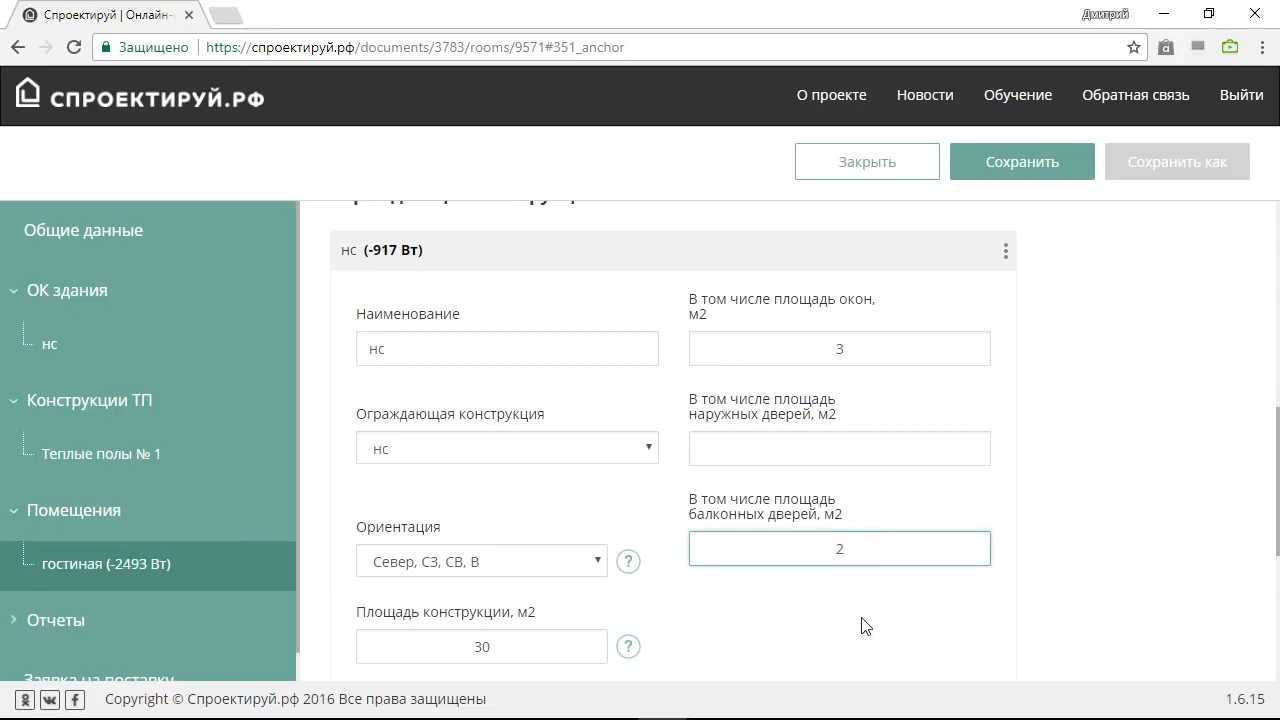 Спроектируй | Онлайн-
Дмитрий
Защищено
https://спроектируй.рф/documents/3783/rooms/9571#351_anchor
СПРОЕКТИРУЙ.РФ
О проекте
Новости
Обучение
Обратная связь
Выйти
Закрыть
Сохранить
Сохранить как
Общие данные
ОК здания
нс
Конструкции ТП
Теплые полы № 1
Помещения
гостиная (-2493 Вт)
Отчеты
Заявка на поставку
нс (-917 Вт)
Наименование
нс
Ограждающая конструкция
нс
Ориентация
Север, СЗ, СВ, В
?
Площадь конструкции, м2
30
?
В том числе площадь окон,
м2
3
В том числе площадь
наружных дверей, м2
В том числе площадь
балконных дверей, м2
2
Copyright © Спроектируй.рф 2016 Все права защищены
1.6.15